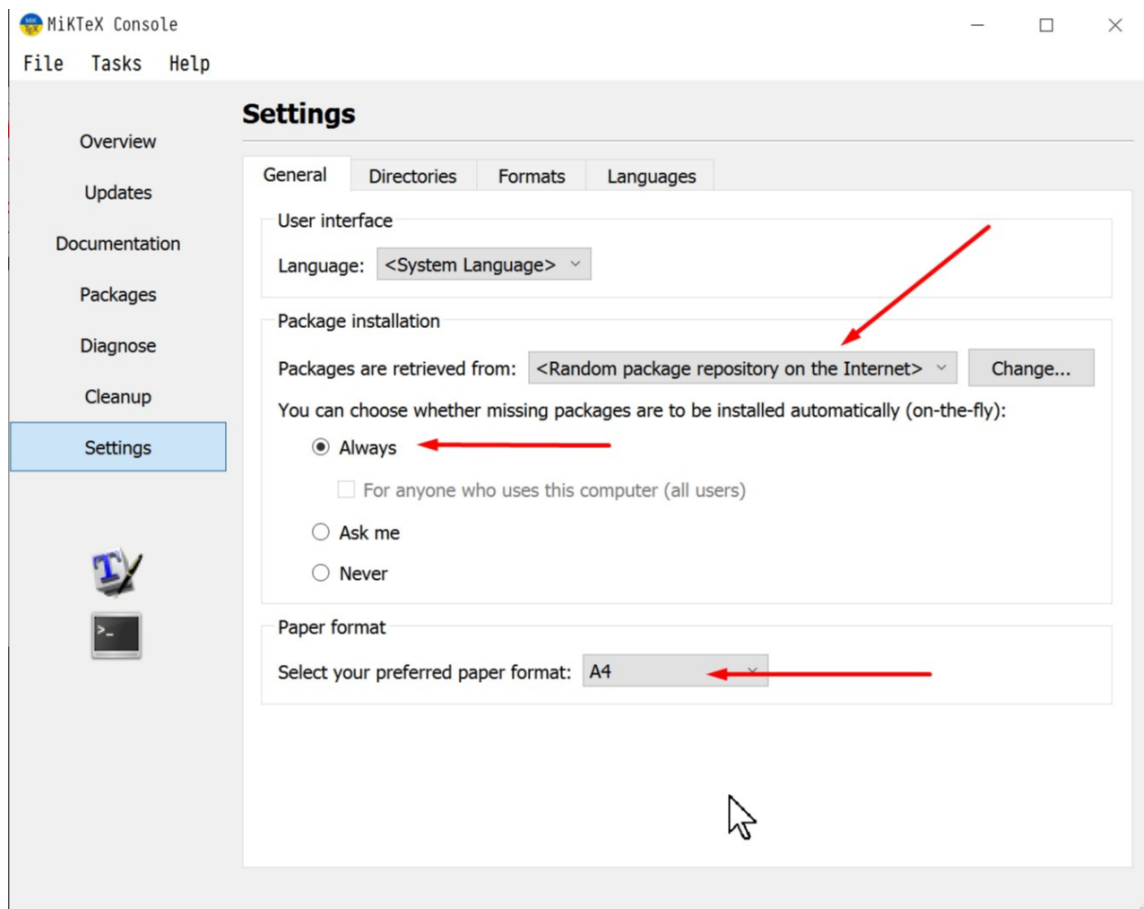 MiKTeX Console
File Tasks Help
Settings
Overview
Updates
Documentation
Packages
Diagnose
Cleanup
Settings
General Directories Formats Languages
User interface
Language: <System Language>
Package installation
Packages are retrieved from: <Random package repository on the Internet> Change...
You can choose whether missing packages are to be installed automatically (on-the-fly):
Always
For anyone who uses this computer (all users)
Ask me
Never
Paper format
Select your preferred paper format: A4